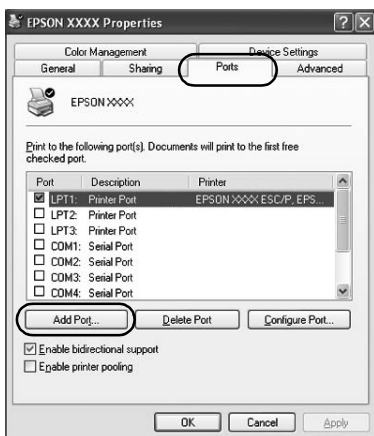 EPSON XXXX Properties
Color Management Device Settings
General Sharing Ports Advanced
EPSON XXXX
Print to the following port(s). Documents will print to the first free
checked port.
Port Description Printer
LPT1: Printer Port EPSON XXXX ESC/P, EPS...
LPT2: Printer Port
LPT3: Printer Port
COM1: Serial Port
COM2: Serial Port
COM3: Serial Port
COM4: Serial Port
Add Port... Delete Port Configure Port...
Enable bidirectional support
Enable printer pooling
OK Cancel Apply